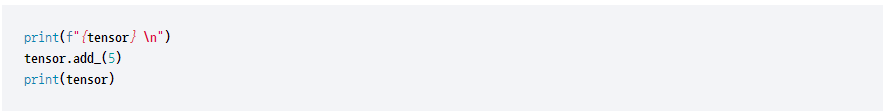 print(f"{tensor} \n")
tensor.add_(5)
print(tensor)